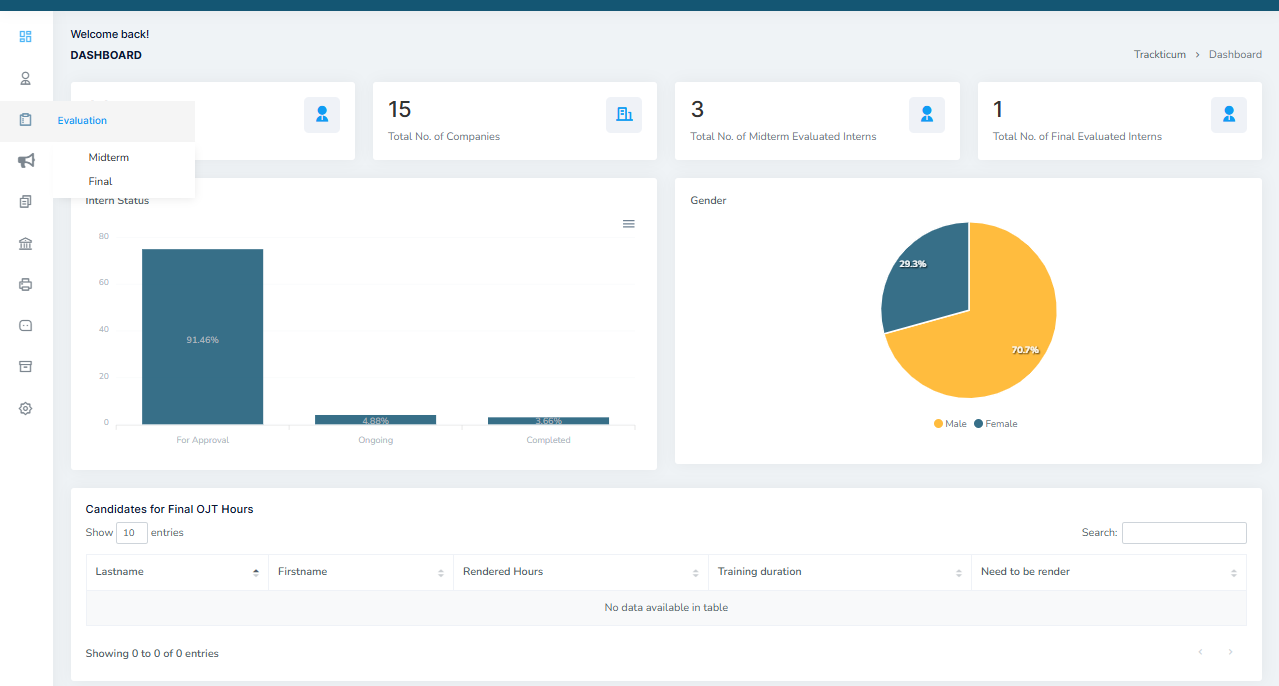 Welcome back!
DASHBOARD
Trackticum > Dashboard
Evaluation
Midterm
Final
15
Total No. of Companies
3
Total No. of Midterm Evaluated Interns
1
Total No. of Final Evaluated Interns
Intern Status
80
60
40
20
0
91.46%
4.88%
3.66%
For Approval
Ongoing
Completed
Gender
29.3%
70.7%
Male
Female
Candidates for Final OJT Hours
Show 10 entries
Search:
Lastname
Firstname
Rendered Hours
Training duration
Need to be render
No data available in table
Showing 0 to 0 of 0 entries